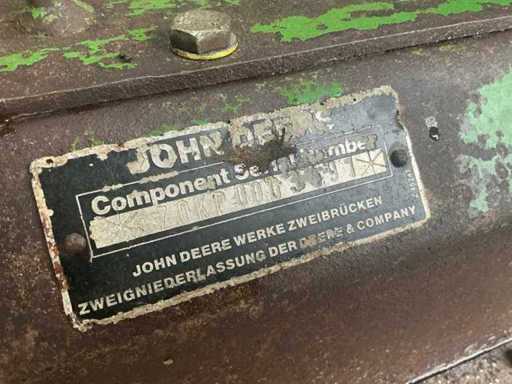 JOHN DEERE
Component Serial Number
JOHN DEERE WERKE ZWEIBRÜCKEN
ZWEIGNIEDERLASSUNG DER DEERE & COMPANY